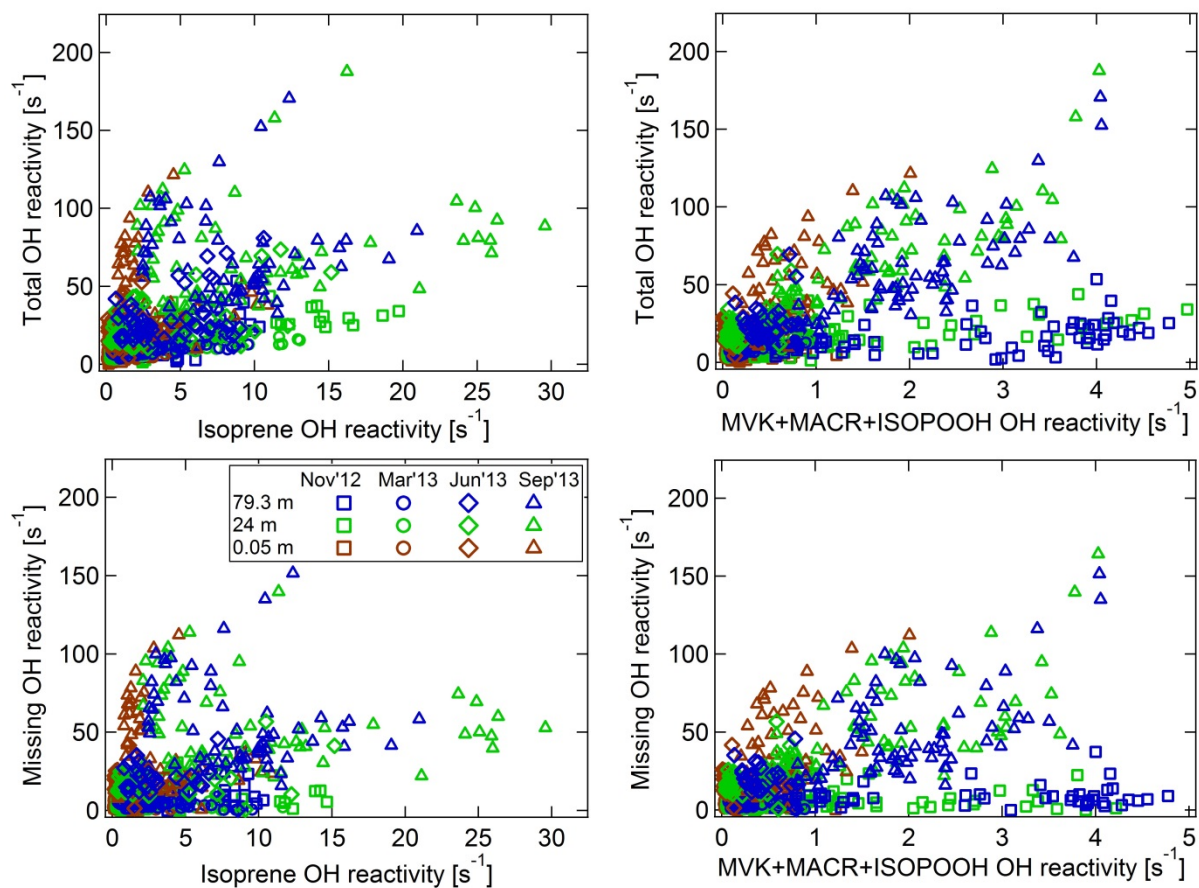 Total OH reactivity [s⁻¹]
200
150
100
50
0
0 5 10 15 20 25 30
Isoprene OH reactivity [s⁻¹]
Total OH reactivity [s⁻¹]
200
150
100
50
0
0 1 2 3 4 5
MVK+MACR+ISOPOOH OH reactivity [s⁻¹]
Missing OH reactivity [s⁻¹]
200
150
100
50
0
Nov'12 Mar'13 Jun'13 Sep'13
79.3 m
24 m
0.05 m
0 5 10 15 20 25 30
Isoprene OH reactivity [s⁻¹]
Missing OH reactivity [s⁻¹]
200
150
100
50
0
0 1 2 3 4 5
MVK+MACR+ISOPOOH OH reactivity [s⁻¹]